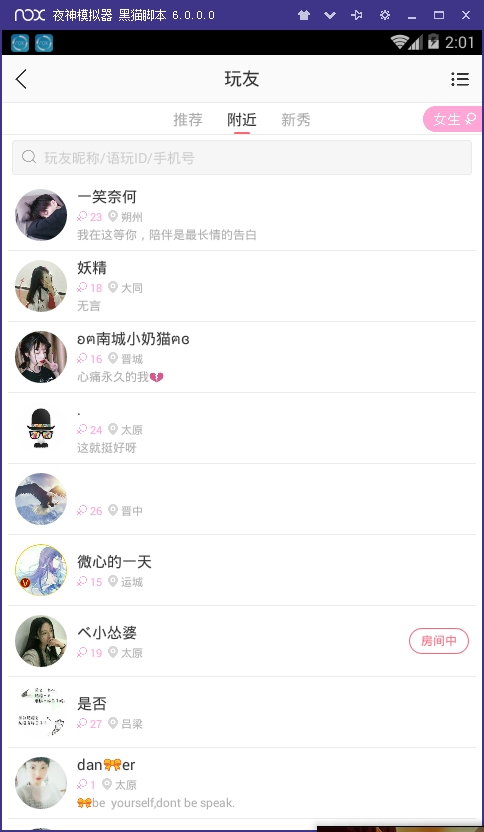 nox 夜神模拟器 黑猫脚本 6.0.0.0
2:01
玩友
推荐 附近 新秀 女生
玩友昵称/语玩ID/手机号
一笑奈何
23 朔州
我在这等你，陪伴是最长情的告白
妖精
18 大同
无言
ʚฅ南城小奶猫ฅɞ
16 晋城
心痛永久的我💔
.
24 太原
这就挺好呀
26 晋中
微心的一天
15 运城
ベ小怂婆
19 太原
房间中
是否
27 吕梁
dan🎀er
1 太原
🎀be yourself,dont be speak.